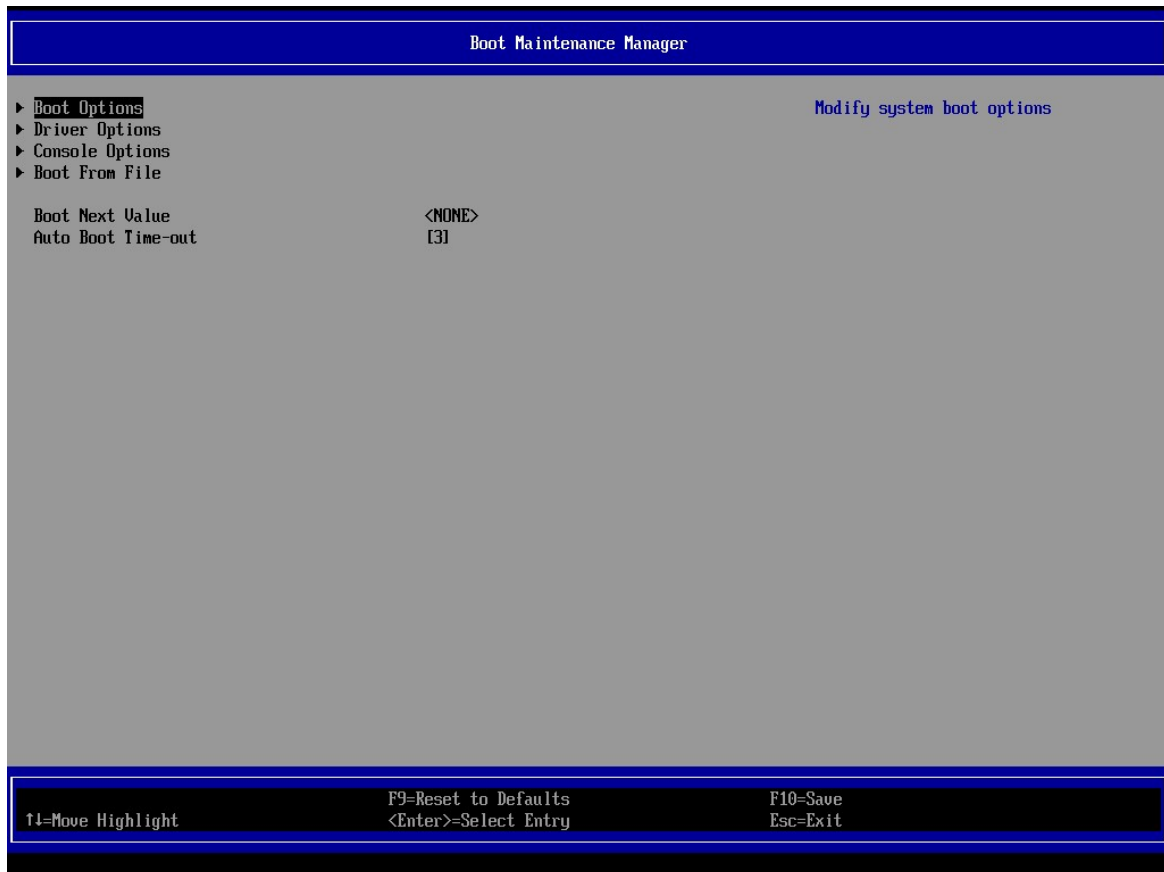 Boot Maintenance Manager
▶ Boot Options
Modify system boot options
▶ Driver Options
▶ Console Options
▶ Boot From File
Boot Next Value <NONE>
Auto Boot Time-out [3]
F9=Reset to Defaults F10=Save
↑↓=Move Highlight <Enter>=Select Entry Esc=Exit